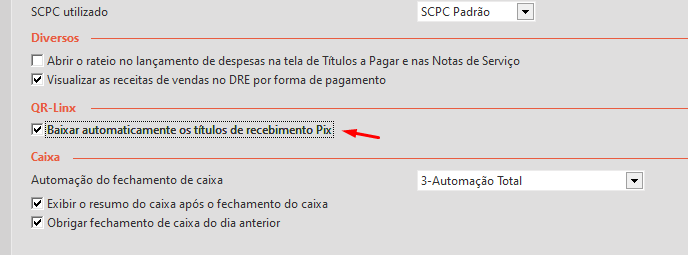 SCPC utilizado SCPC Padrão
Diversos
Abrir o rateio no lançamento de despesas na tela de Títulos a Pagar e nas Notas de Serviço
Visualizar as receitas de vendas no DRE por forma de pagamento
QR-Linx
Baixar automaticamente os títulos de recebimento Pix
Caixa
Automação do fechamento de caixa 3-Automação Total
Exibir o resumo do caixa após o fechamento do caixa
Obrigar fechamento de caixa do dia anterior